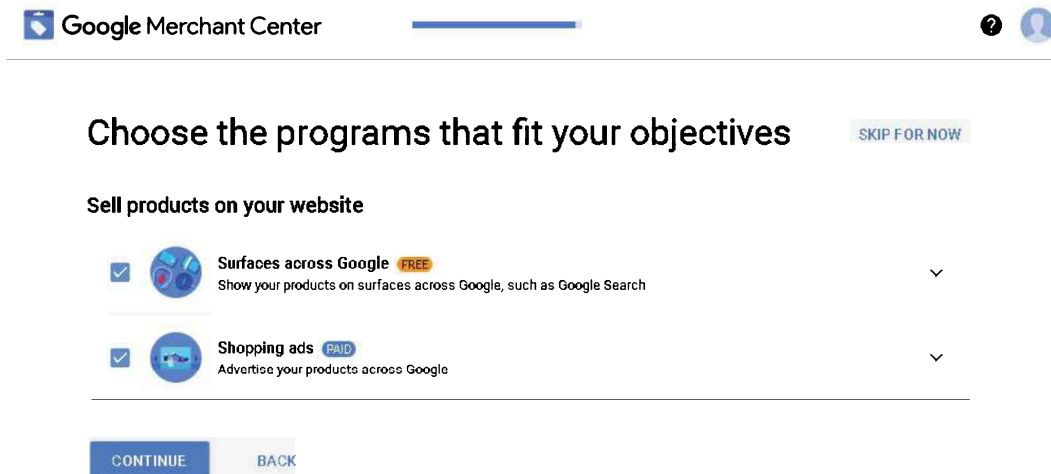 Google Merchant Center
?
Choose the programs that fit your objectives
SKIP FOR NOW
Sell products on your website
Surfaces across Google FREE
Show your products on surfaces across Google, such as Google Search
Shopping ads PAID
Advertise your products across Google
CONTINUE BACK